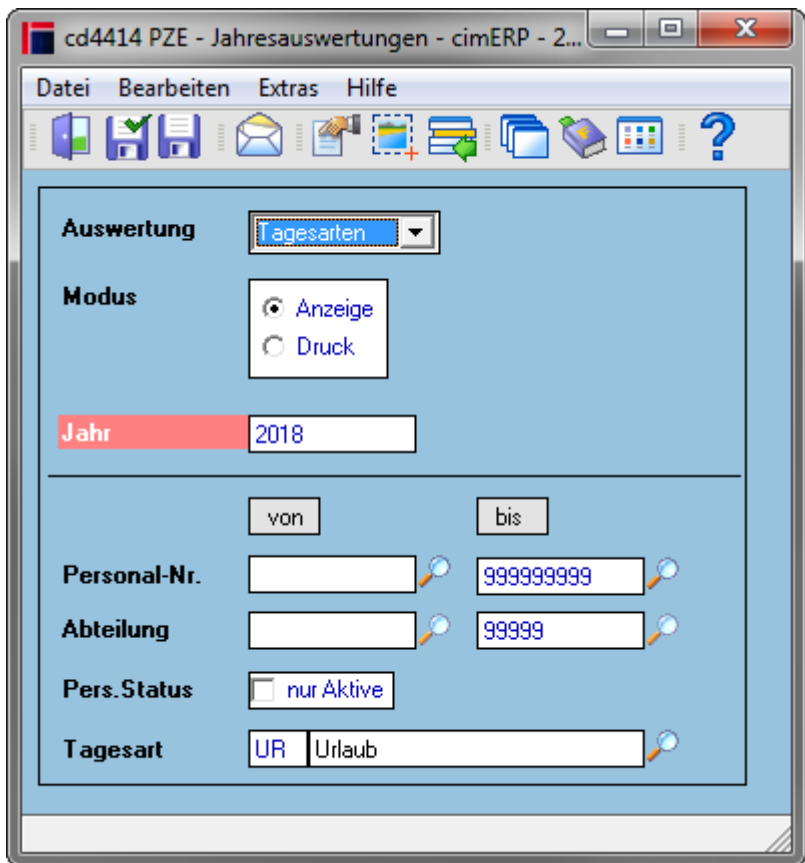 cd4414 PZE - Jahresauswertungen - cimERP - 2...
Datei Bearbeiten Extras Hilfe
Auswertung Tagesarten
Modus Anzeige
Druck
Jahr 2018
von bis
Personal-Nr. 999999999
Abteilung 99999
Pers.Status nur Aktive
Tagesart UR Urlaub